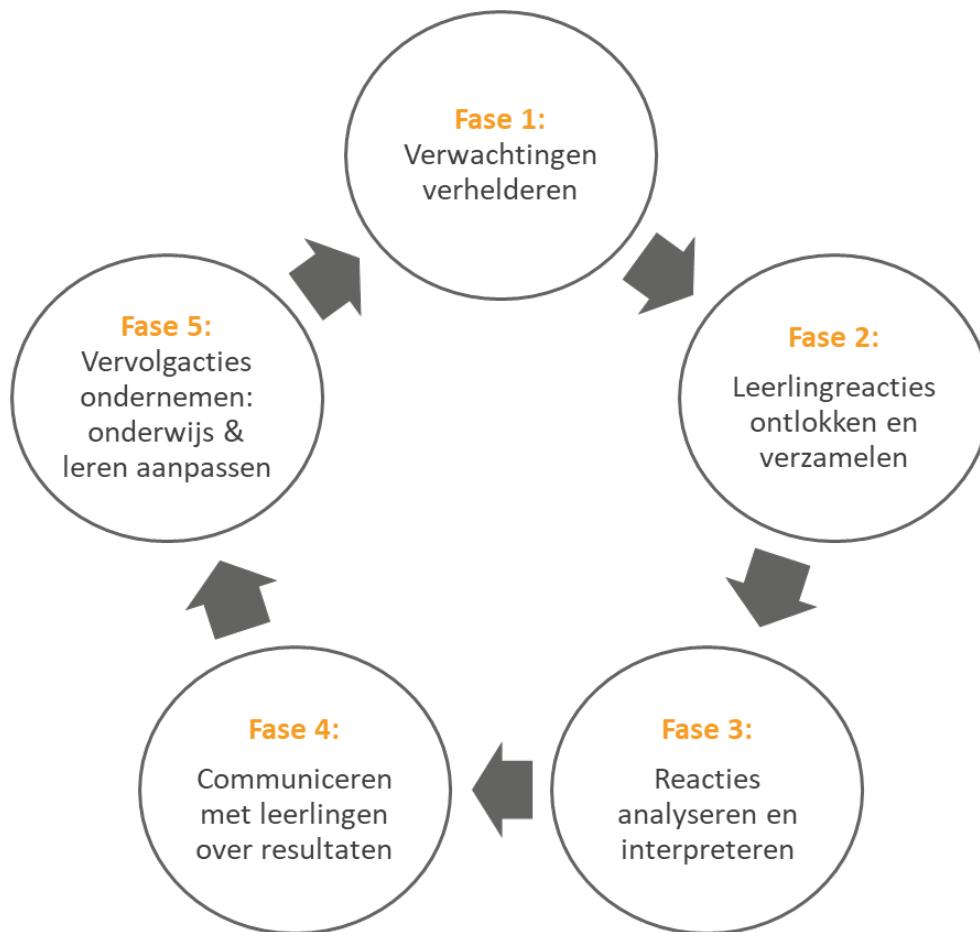 Fase 1:
Verwachtingen
verhelderen
Fase 2:
Leerlingreacties
ontlokken en
verzamelen
Fase 3:
Reacties
analyseren en
interpreteren
Fase 4:
Communiceren
met leerlingen
over resultaten
Fase 5:
Vervolgacties
ondernemen:
onderwijs &
leren aanpassen